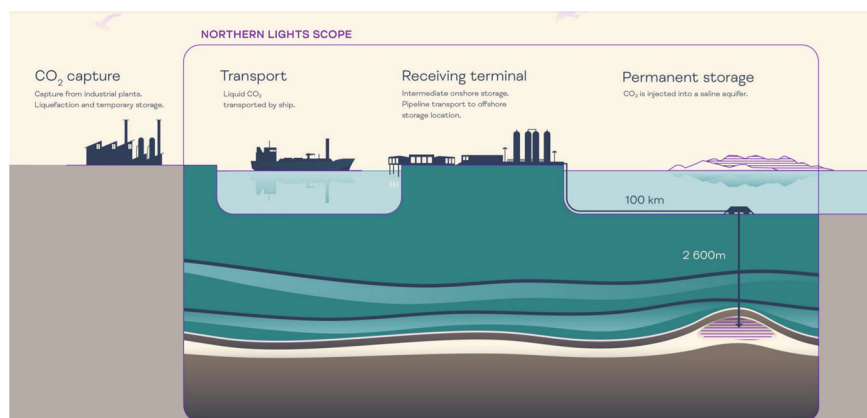 NORTHERN LIGHTS SCOPE
CO₂ capture
Capture from industrial plants.
Liquefaction and temporary storage.
Transport
Liquid CO₂
transported by ship.
Receiving terminal
Intermediate onshore storage.
Pipeline transport to offshore
storage location.
Permanent storage
CO₂ is injected into a saline aquifer.
100 km
2 600m